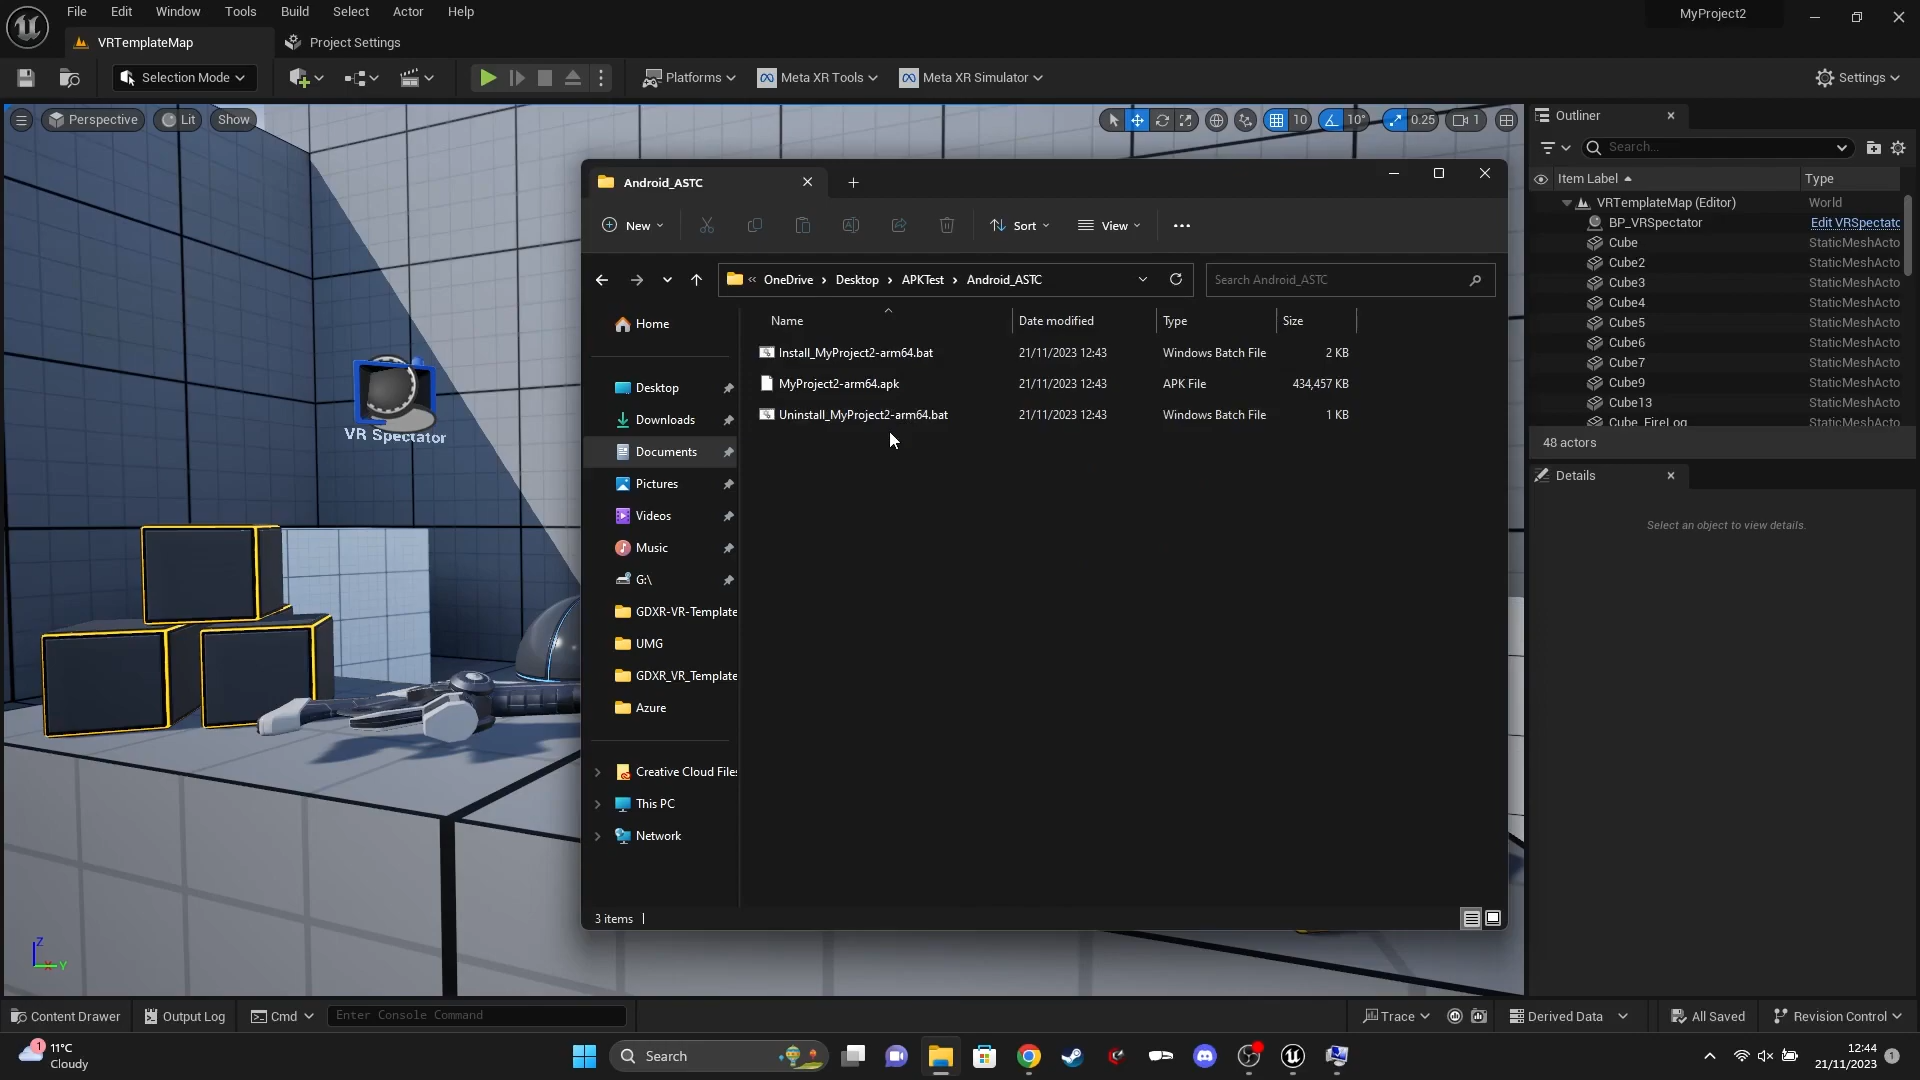 File Edit Window Tools Build Select Actor Help
MyProject2
VRTemplateMap
Project Settings
Selection Mode
Platforms
Meta XR Tools
Meta XR Simulator
Settings
Perspective
Lit
Show
10
10°
0.25
1
Outliner
Search...
Item Label
Type
VRTemplateMap (Editor) World
BP_VRSpectator Edit VRSpectato
Cube StaticMeshActo
Cube2 StaticMeshActo
Cube3 StaticMeshActo
Cube4 StaticMeshActo
Cube5 StaticMeshActo
Cube6 StaticMeshActo
Cube7 StaticMeshActo
Cube9 StaticMeshActo
Cube13 StaticMeshActo
Cube_FireLog StaticMeshActo
48 actors
Details
Select an object to view details.
VR Spectator
Android_ASTC
New
Sort
View
« OneDrive › Desktop › APKTest › Android_ASTC
Search Android_ASTC
Home
Desktop
Downloads
Documents
Pictures
Videos
Music
G:\
GDXR-VR-Template
UMG
GDXR_VR_Template
Azure
Creative Cloud Files
This PC
Network
Name Date modified Type Size
Install_MyProject2-arm64.bat 21/11/2023 12:43 Windows Batch File 2 KB
MyProject2-arm64.apk 21/11/2023 12:43 APK File 434,457 KB
Uninstall_MyProject2-arm64.bat 21/11/2023 12:43 Windows Batch File 1 KB
3 items
Z
Y
Content Drawer
Output Log
Cmd
Enter Console Command
Trace
Derived Data
All Saved
Revision Control
1
11°C
Cloudy
Search
12:44
21/11/2023
1